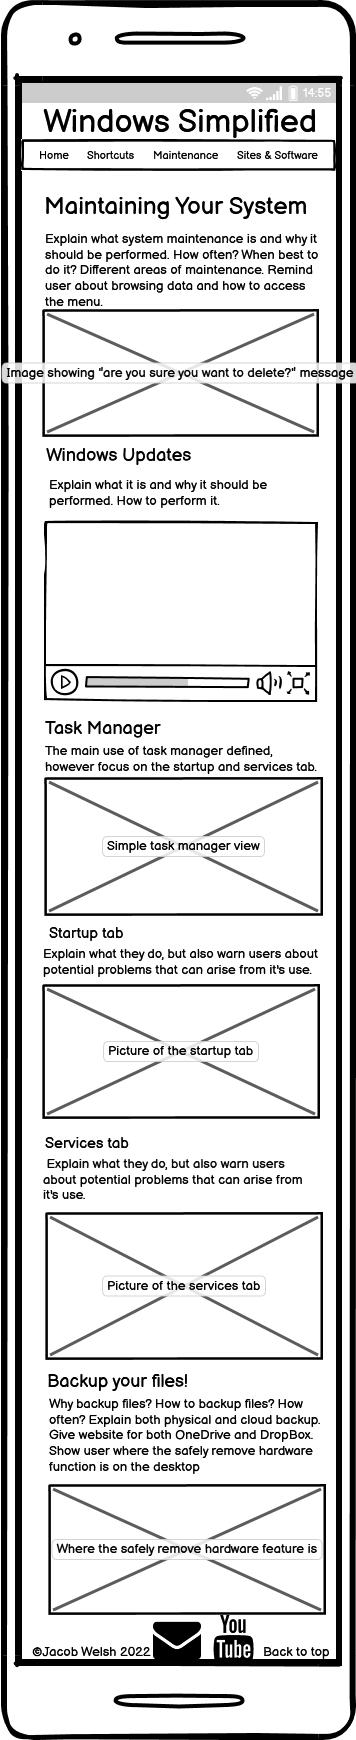 14:55
Windows Simplified
Home Shortcuts Maintenance Sites & Software
Maintaining Your System
Explain what system maintenance is and why it
should be performed. How often? When best to
do it? Different areas of maintenance. Remind
user about browsing data and how to access
the menu.
Image showing "are you sure you want to delete?" message
Windows Updates
Explain what it is and why it should be
performed. How to perform it.
Task Manager
The main use of task manager defined,
however focus on the startup and services tab.
Simple task manager view
Startup tab
Explain what they do, but also warn users about
potential problems that can arise from it's use.
Picture of the startup tab
Services tab
Explain what they do, but also warn users
about potential problems that can arise from
it's use.
Picture of the services tab
Backup your files!
Why backup files? How to backup files? How
often? Explain both physical and cloud backup.
Give website for both OneDrive and DropBox.
Show user where the safely remove hardware
function is on the desktop
Where the safely remove hardware feature is
©Jacob Welsh 2022 You Tube Back to top